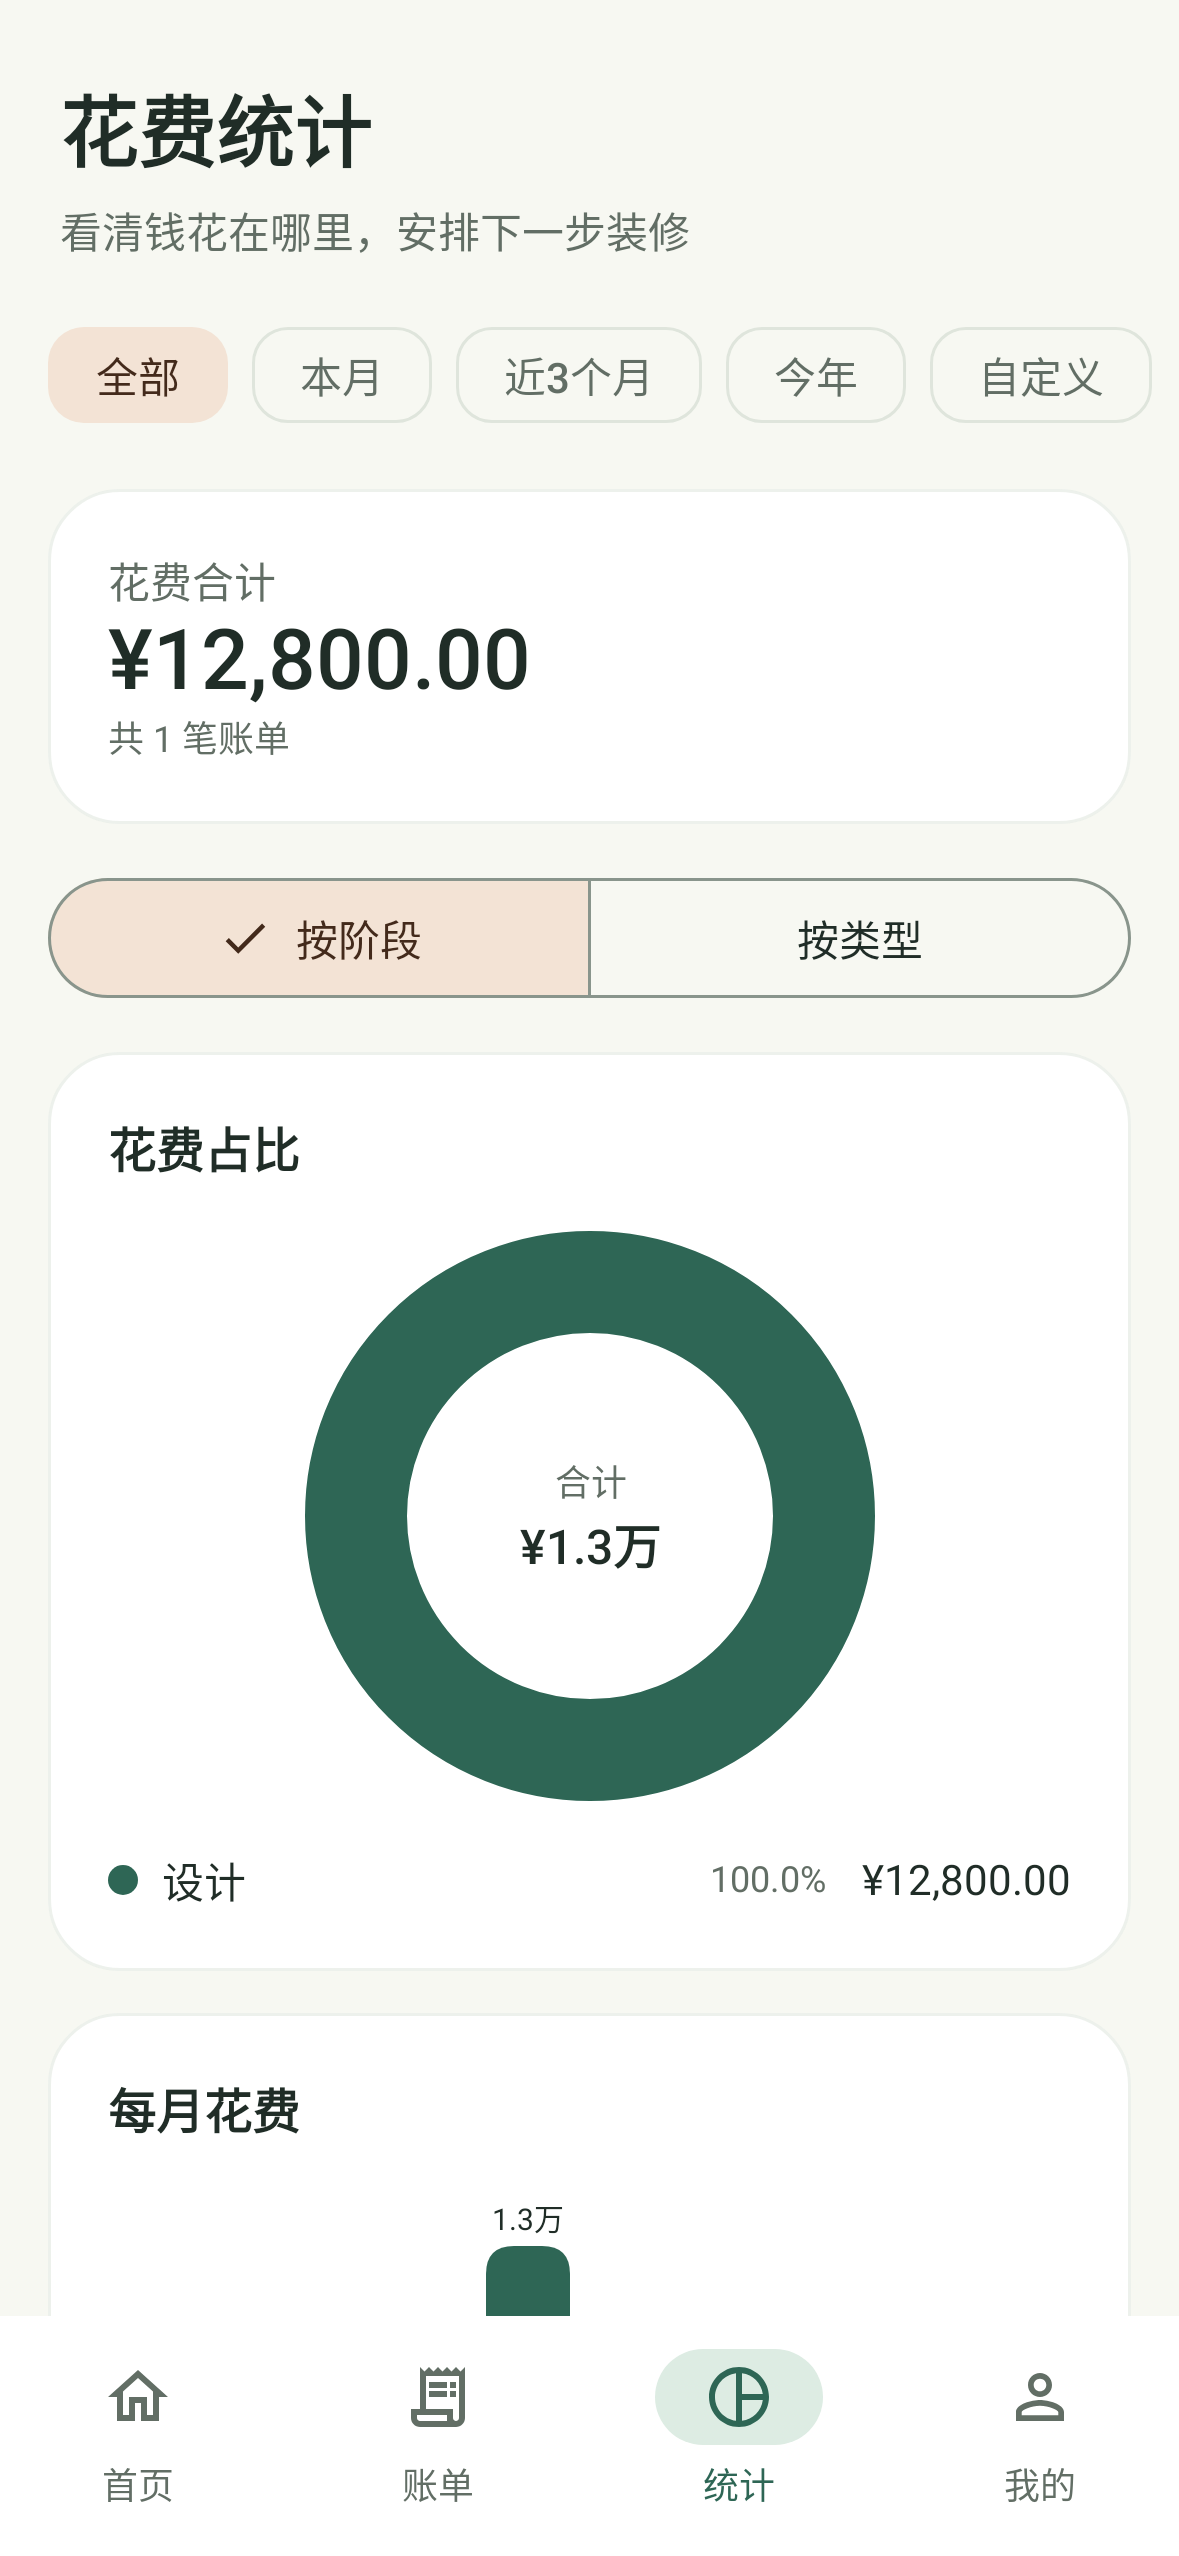 花费统计
看清钱花在哪里，安排下一步装修
全部
本月
近3个月
今年
自定义
花费合计
¥12,800.00
共 1 笔账单
按阶段
按类型
花费占比
合计
¥1.3万
设计
100.0%
¥12,800.00
每月花费
1.3万
首页
账单
统计
我的